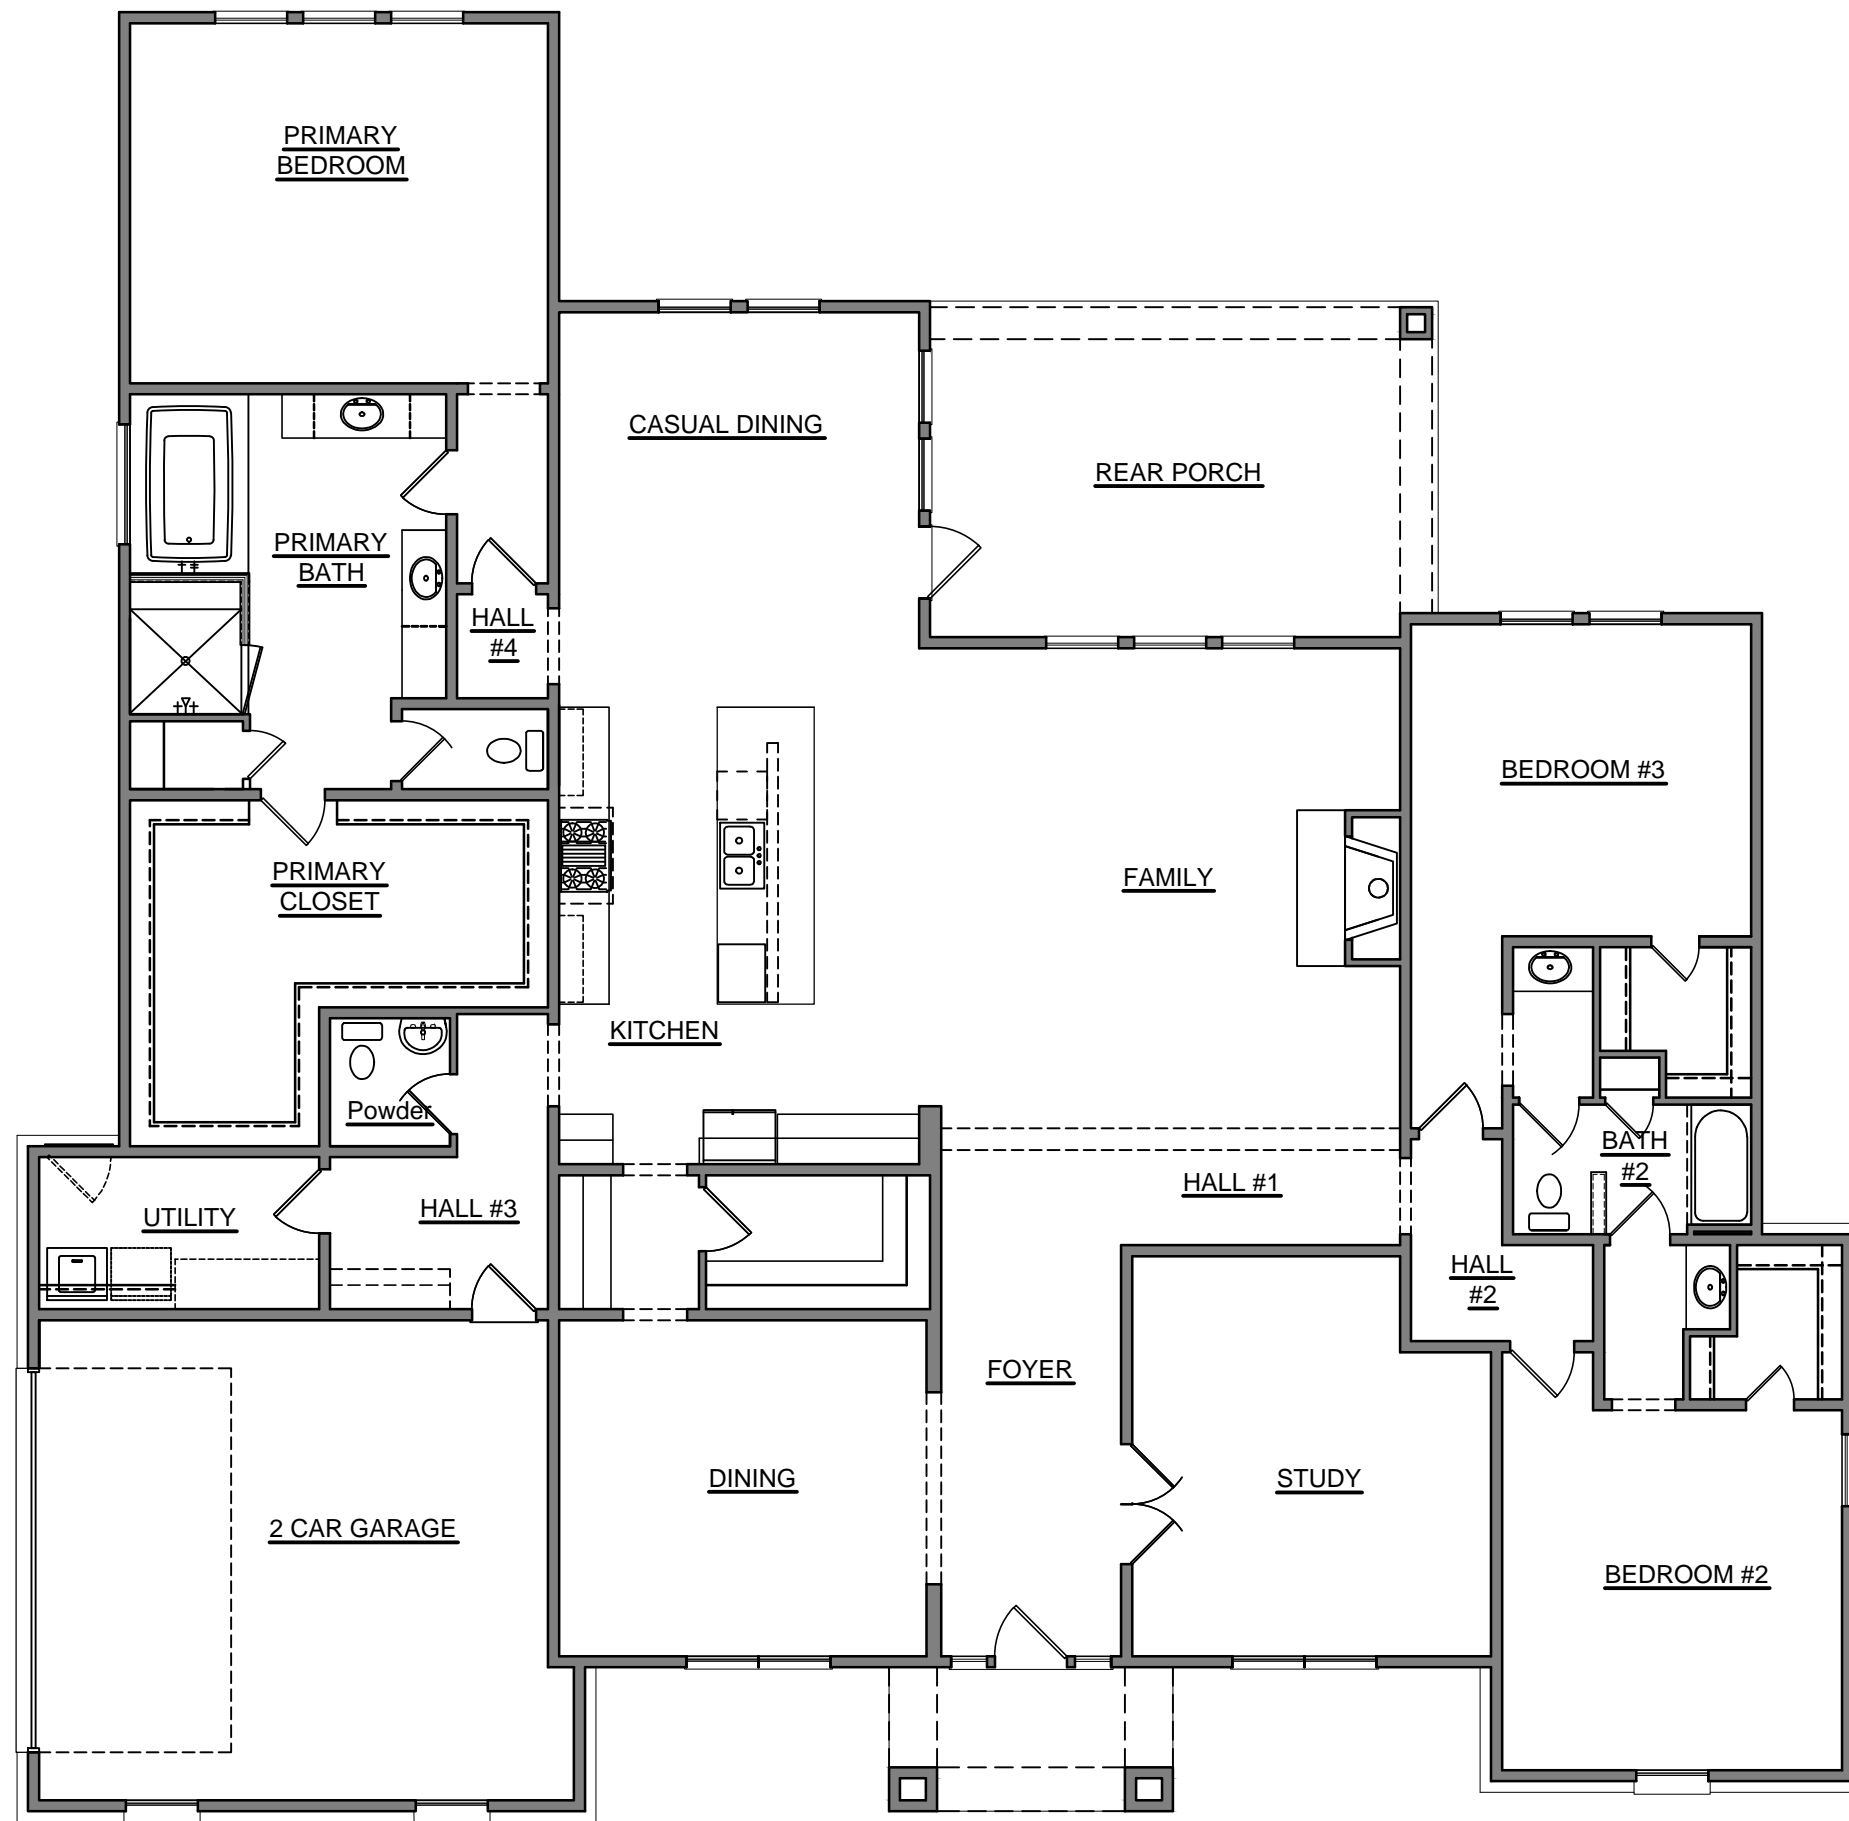 PRIMARY
BEDROOM
CASUAL DINING
REAR PORCH
PRIMARY
BATH
HALL
#4
BEDROOM #3
PRIMARY
CLOSET
FAMILY
KITCHEN
Powder
BATH
#2
HALL #1
UTILITY
HALL #3
HALL
#2
FOYER
DINING
STUDY
2 CAR GARAGE
BEDROOM #2